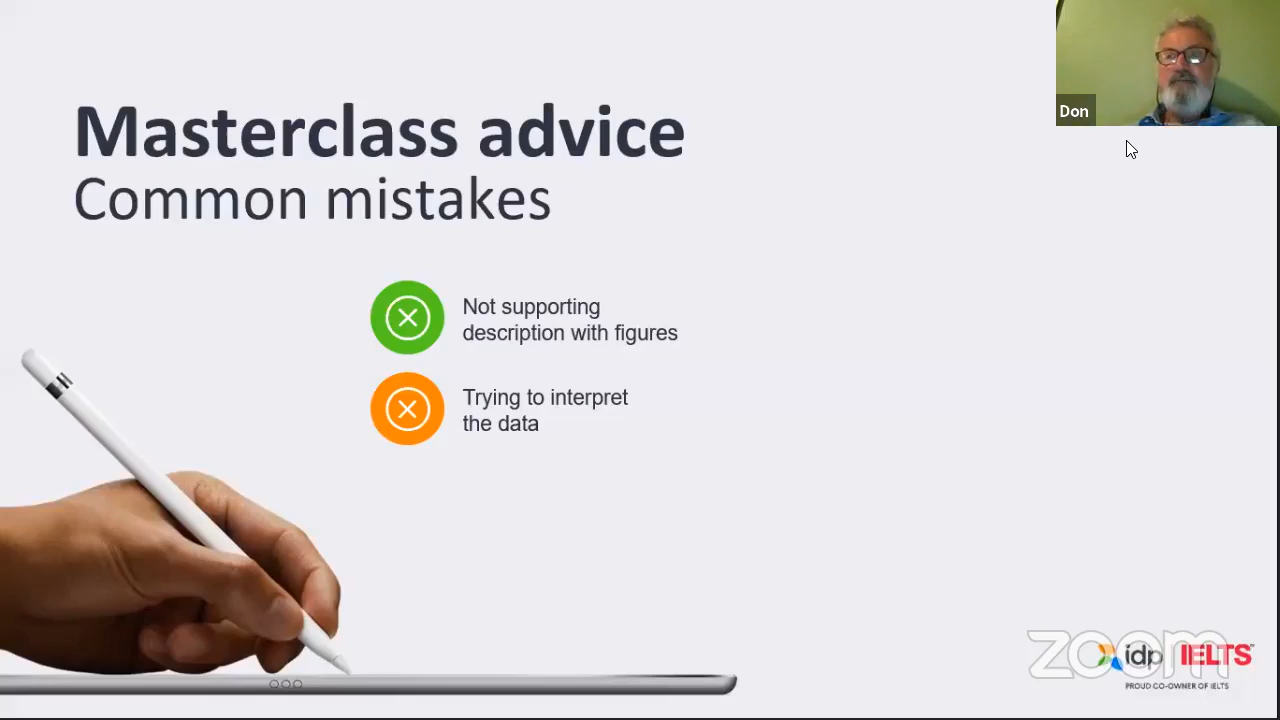 Masterclass advice
Common mistakes
Don
Not supporting
description with figures
Trying to interpret
the data
zoom
idp IELTS™
PROUD CO-OWNER OF IELTS